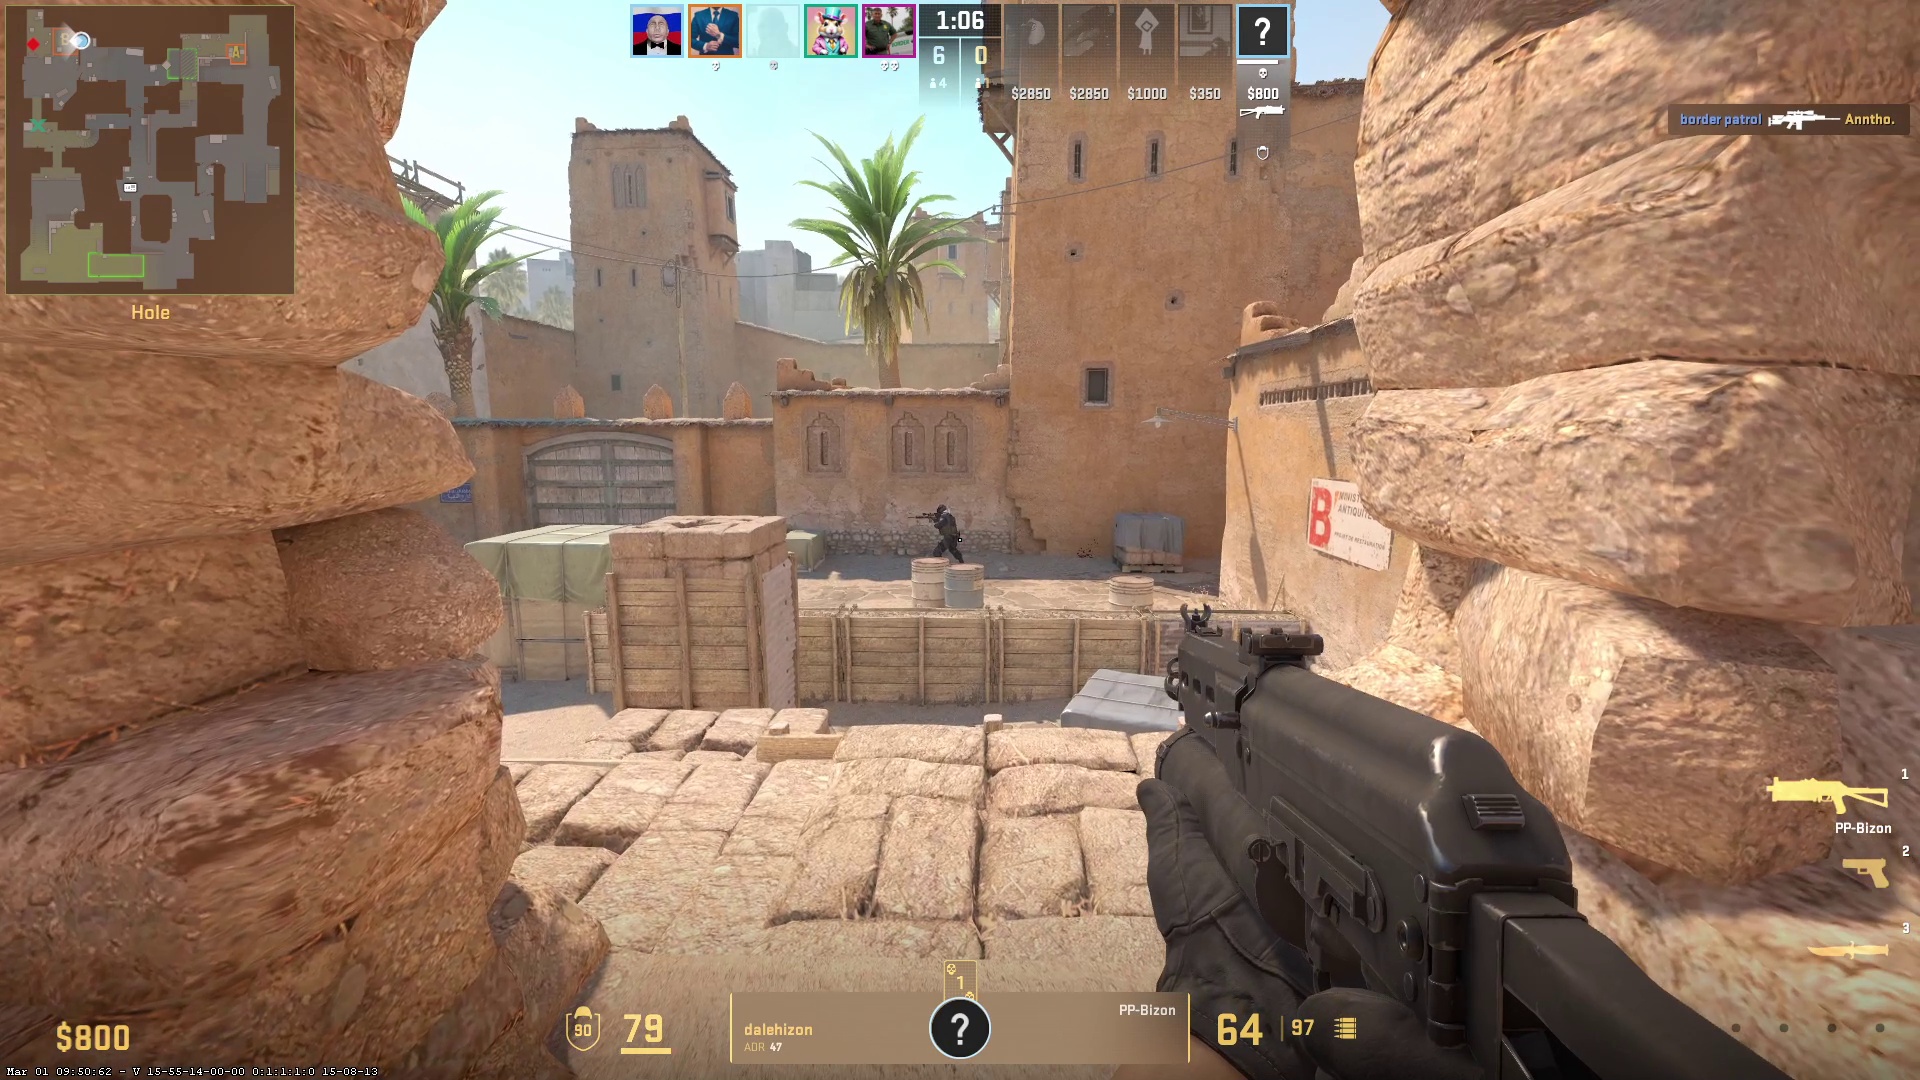 1:06
6 0
4 1
$2850 $2850 $1000 $350 $800
?
A
Hole
border patrol Anntho.
B
1
PP-Bizon
2
3
$800
90 79
1
dalehizon
ADR 47
?
PP-Bizon
64 97
Mar 01 09:50:62 - V 15-55-14-00-00 0:1:1:1:0 15-08-13